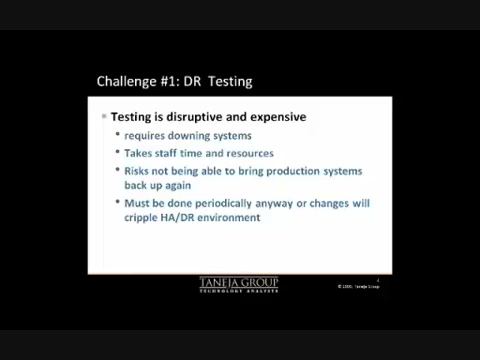 Challenge #1: DR Testing
Testing is disruptive and expensive
requires downing systems
Takes staff time and resources
Risks not being able to bring production systems
back up again
Must be done periodically anyway or changes will
cripple HA/DR environment
TANEJA GROUP
TECHNOLOGY ANALYSTS
Taneja Group